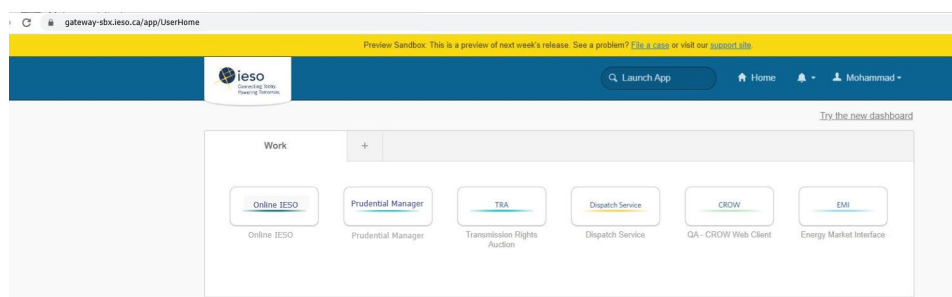 gateway-sbx.ieso.ca/app/UserHome
Preview Sandbox: This is a preview of next week's release. See a problem? File a case or visit our support site.
ieso
Connecting Today.
Powering Tomorrow.
Launch App
Home
Mohammad
Try the new dashboard
Work
+
Online IESO
Prudential Manager
TRA
Dispatch Service
CROW
EMI
Online IESO
Prudential Manager
Transmission Rights
Auction
Dispatch Service
QA - CROW Web Client
Energy Market Interface